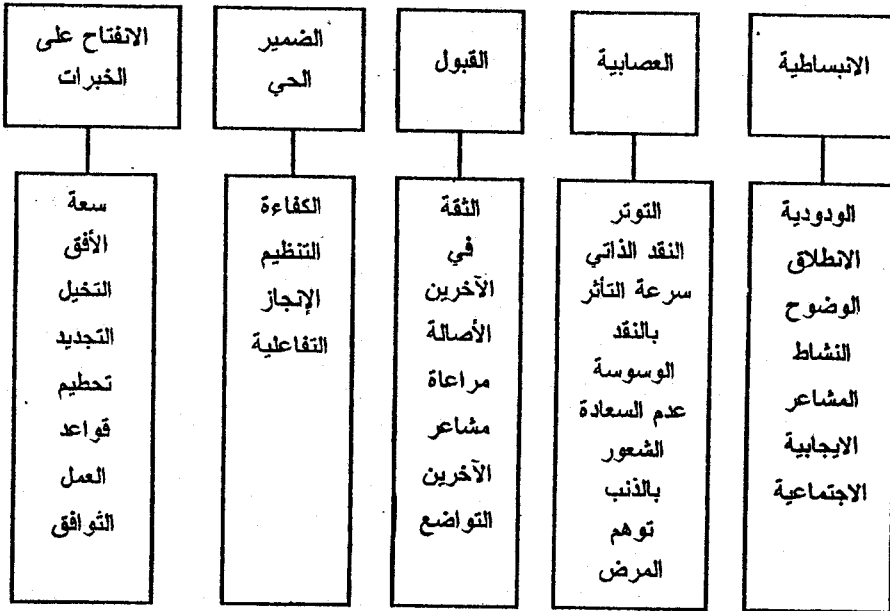 الانبساطية
الودودية
الانطلاق
الوضوح
النشاط
المشاعر
الايجابية
الاجتماعية
العصابية
التوتر
النقد الذاتي
سرعة التأثر
بالنقد
الوسوسة
عدم السعادة
الشعور
بالذنب
توهم
المرض
القبول
الثقة
في
الآخرين
الأصالة
مراعاة
مشاعر
الآخرين
التواضع
الضمير
الحي
الكفاءة
التنظيم
الإنجاز
التفاعلية
الانفتاح على
الخبرات
سعة
الأفق
التخيل
التجديد
تحطيم
قواعد
العمل
التوافق